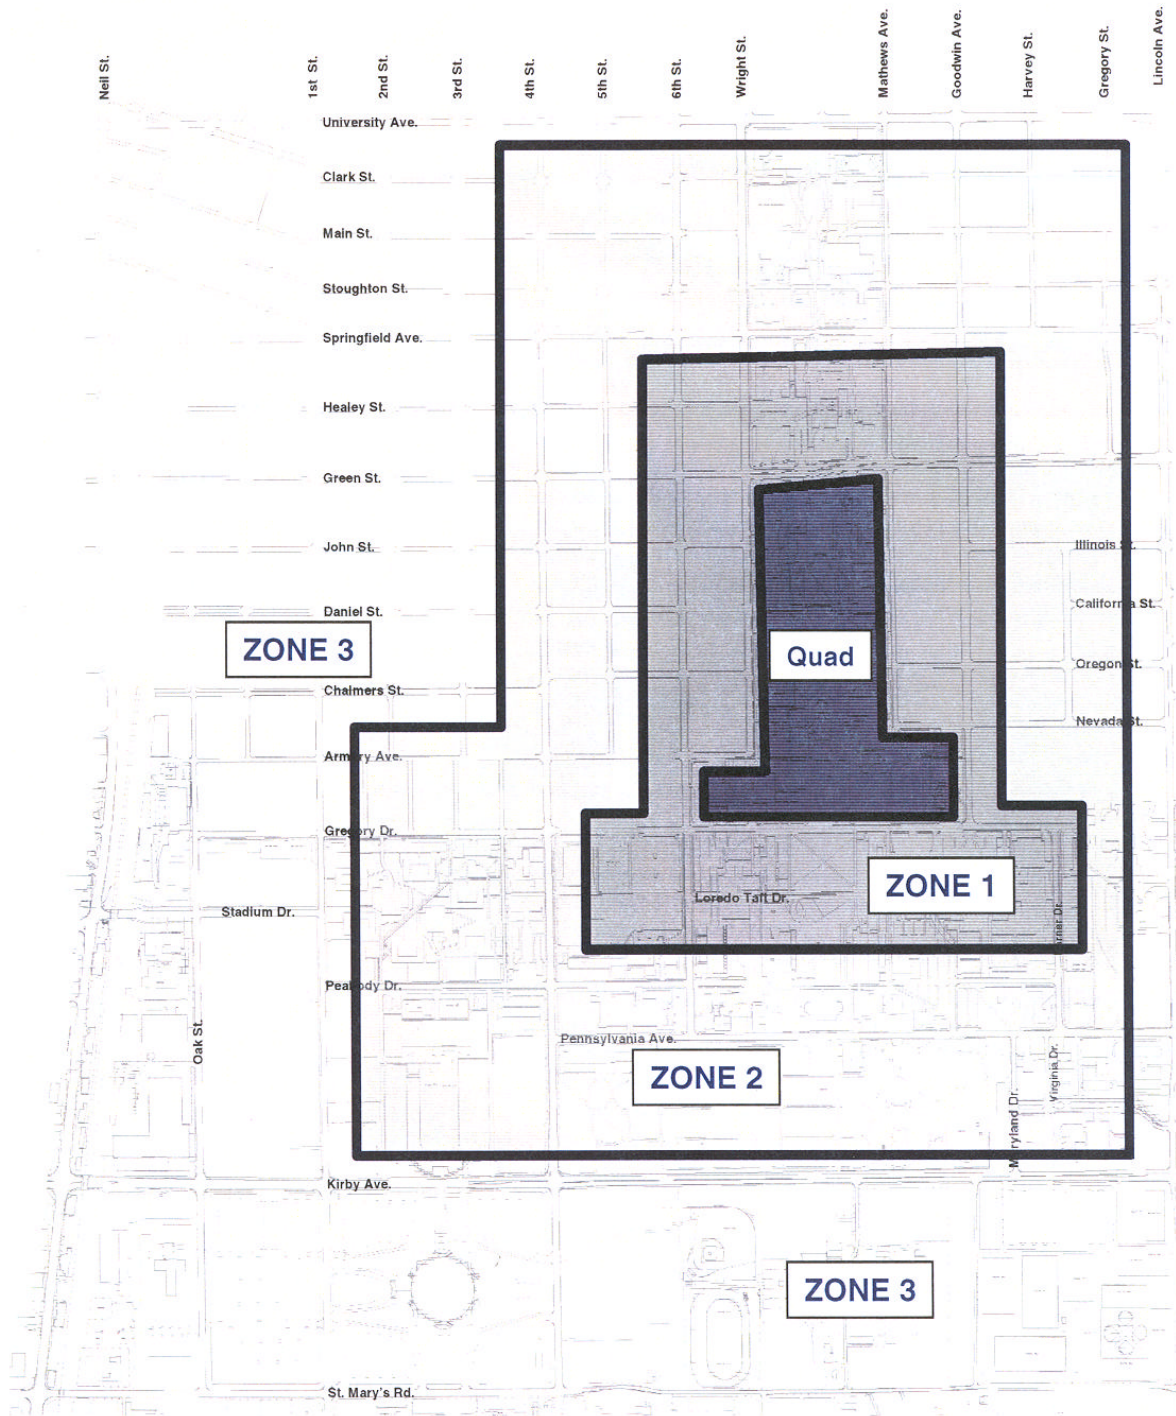 Neil St.
1st St.
2nd St.
3rd St.
4th St.
5th St.
6th St.
Wright St.
Mathews Ave.
Goodwin Ave.
Harvey St.
Gregory St.
Lincoln Ave.
University Ave.
Clark St.
Main St.
Stoughton St.
Springfield Ave.
Healey St.
Green St.
John St.
Illinois St.
Daniel St.
California St.
ZONE 3
Quad
Oregon St.
Chalmers St.
Nevada St.
Armory Ave.
Gregory Dr.
ZONE 1
Loredo Taft Dr.
Stadium Dr.
Peabody Dr.
Oak St.
Pennsylvania Ave.
ZONE 2
Virginia Dr.
Maryland Dr.
Kirby Ave.
ZONE 3
St. Mary's Rd.